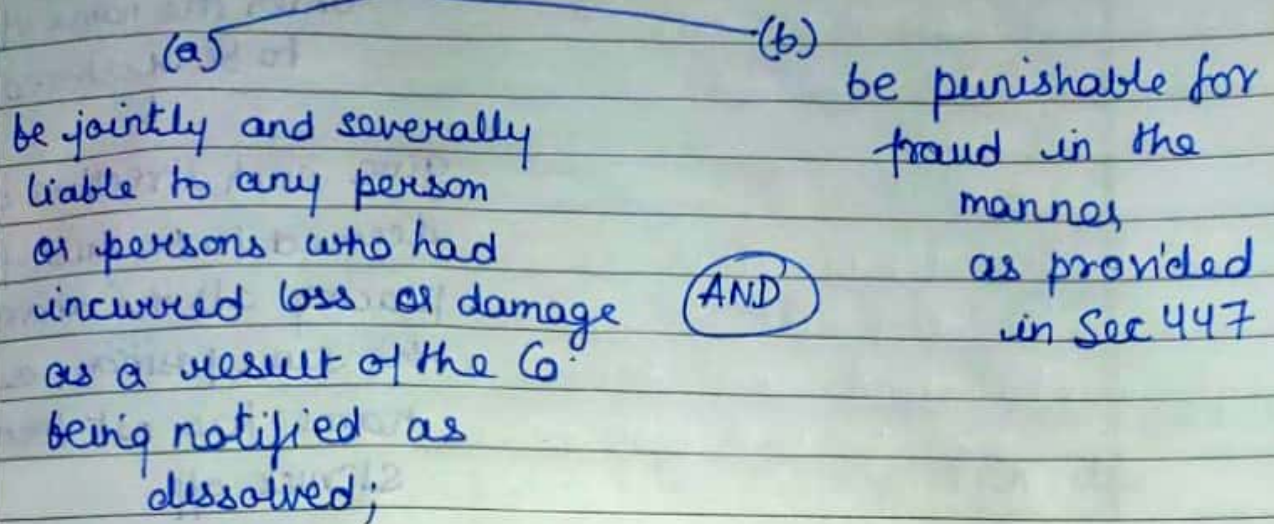 (a)
be jointly and severally
liable to any person
or persons who had
incurred loss or damage
as a result of the Co.
being notified as
dissolved;
AND
(b)
be punishable for
fraud in the
manner
as provided
in Sec 447